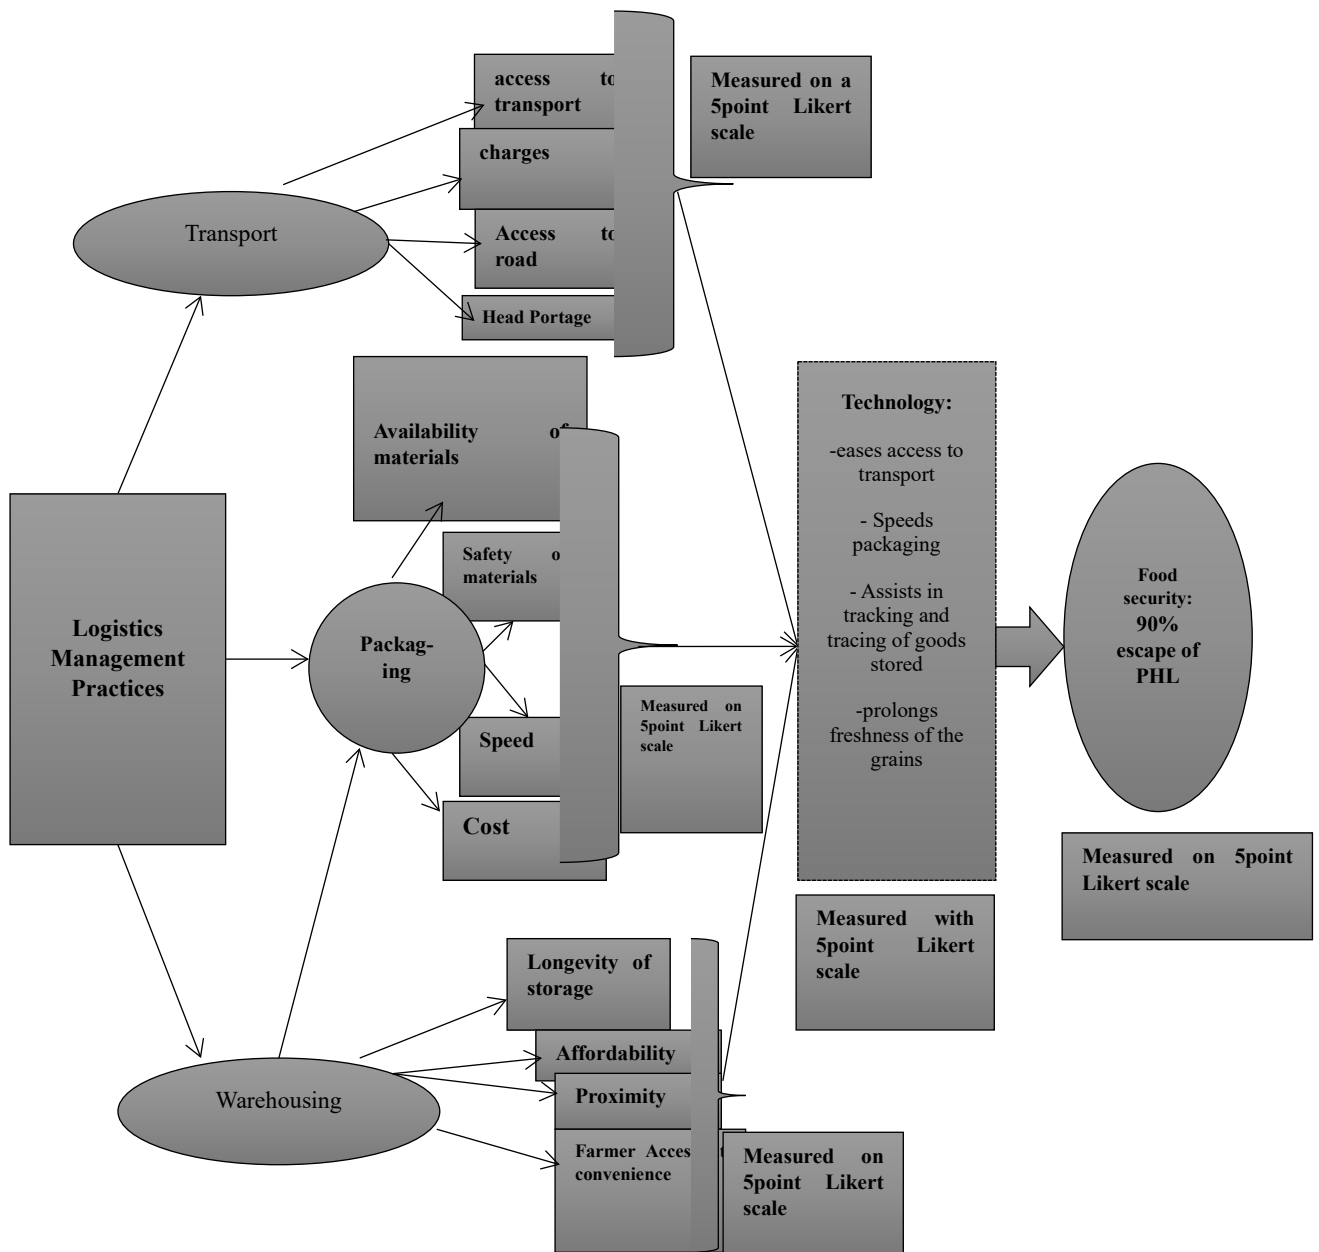 access to
transport
Measured on a
5point Likert
scale
charges
Transport
Access to
road
Head Portage
Availability of
materials
Technology:
-eases access to
transport
- Speeds
packaging
- Assists in
tracking and
tracing of goods
stored
-prolongs
freshness of the
grains
Food
security:
90%
escape of
PHL
Safety o
materials
Logistics
Management
Practices
Packag-
ing
Measured on
5point Likert
scale
Speed
Cost
Measured on 5point
Likert scale
Measured with
5point Likert
scale
Longevity of
storage
Affordability
Warehousing
Proximity
Farmer Acces
convenience
Measured on
5point Likert
scale